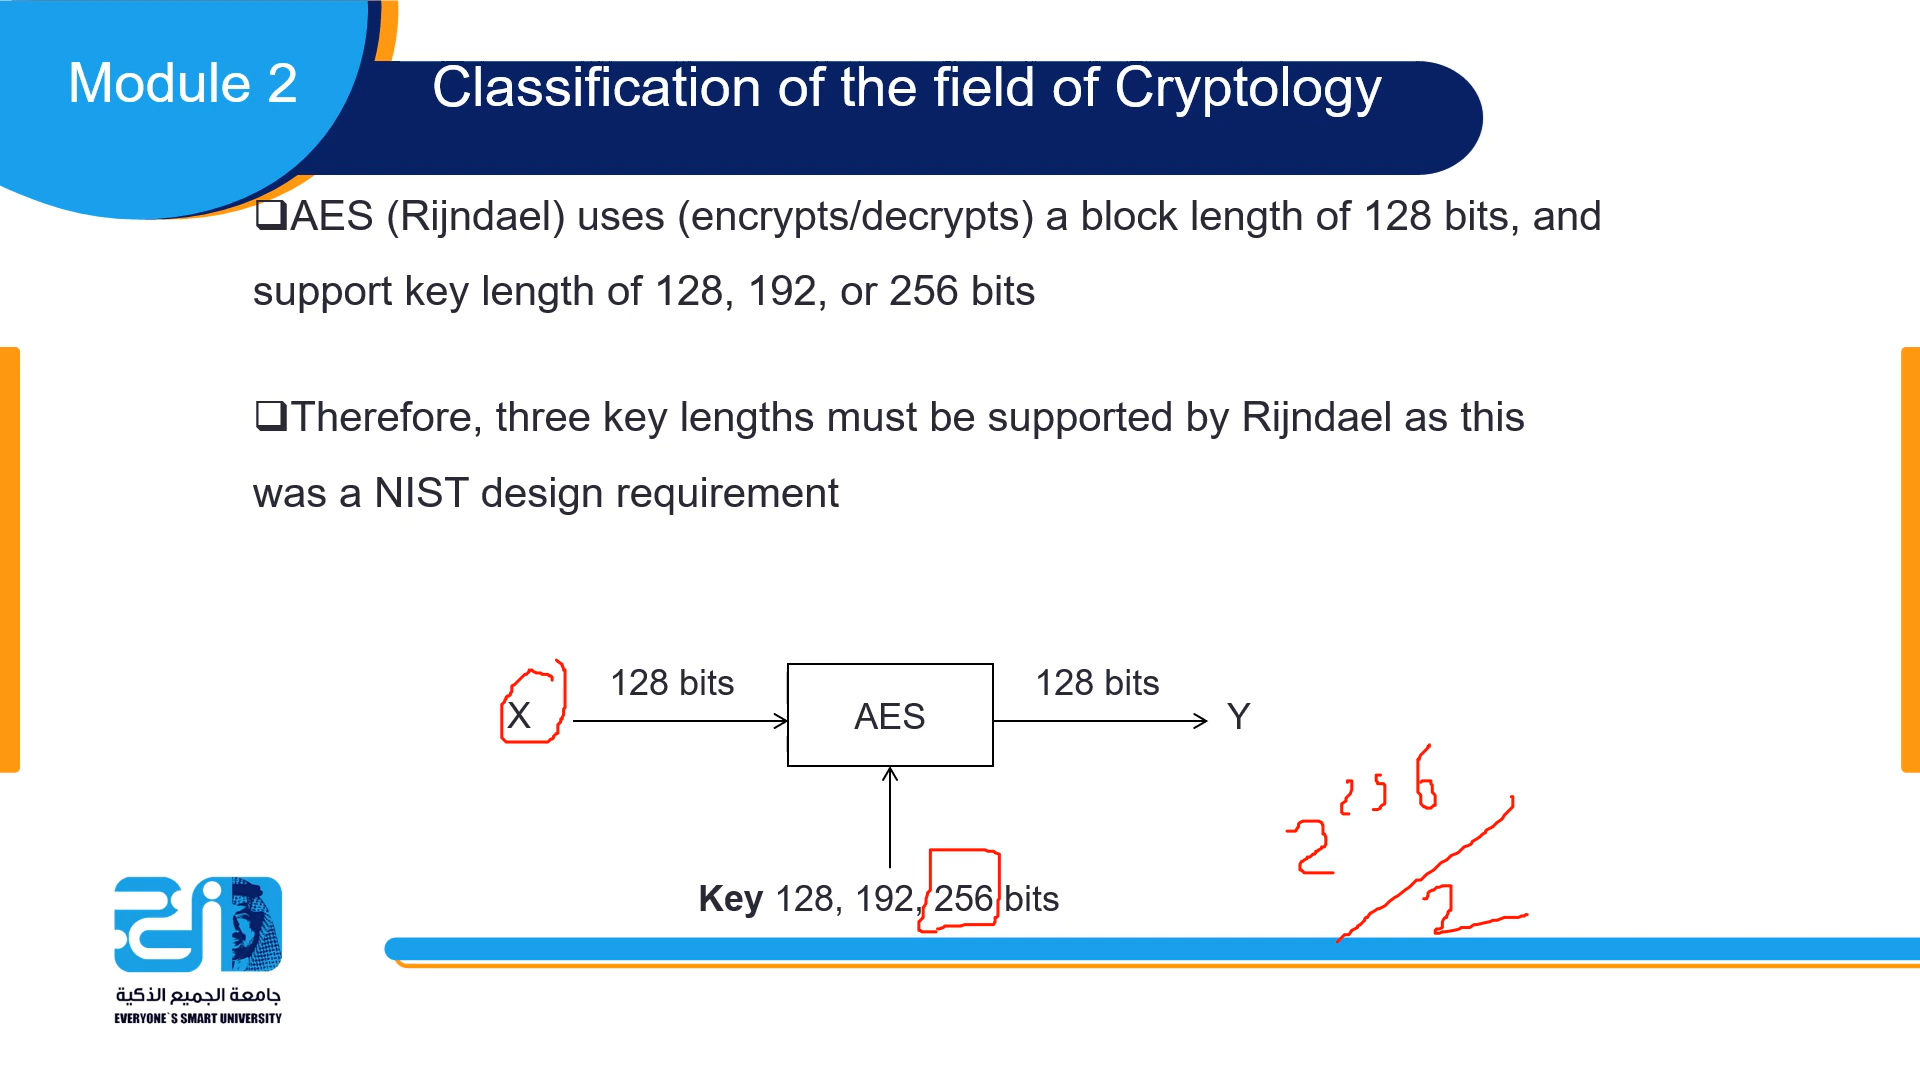 Module 2
Classification of the field of Cryptology
❑AES (Rijndael) uses (encrypts/decrypts) a block length of 128 bits, and
support key length of 128, 192, or 256 bits
❑Therefore, three key lengths must be supported by Rijndael as this
was a NIST design requirement
X 128 bits AES 128 bits Y
2^256 / 2
Key 128, 192, 256 bits
جامعة الجميع الذكية
EVERYONE`S SMART UNIVERSITY